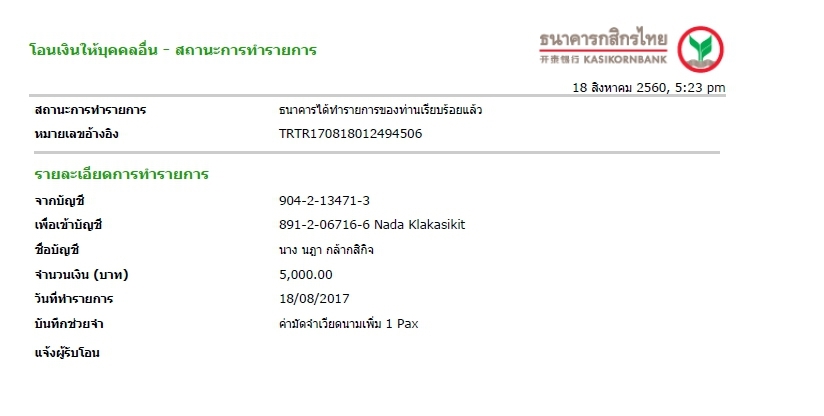 ธนาคารกสิกรไทย
开泰银行 KASIKORNBANK
โอนเงินให้บุคคลอื่น - สถานะการทำรายการ
18 สิงหาคม 2560, 5:23 pm
สถานะการทำรายการ ธนาคารได้ทำรายการของท่านเรียบร้อยแล้ว
หมายเลขอ้างอิง TRTR170818012494506
รายละเอียดการทำรายการ
จากบัญชี 904-2-13471-3
เพื่อเข้าบัญชี 891-2-06716-6 Nada Klakasikit
ชื่อบัญชี นาง นฎา กล้ากสิกิจ
จำนวนเงิน (บาท) 5,000.00
วันที่ทำรายการ 18/08/2017
บันทึกช่วยจำ ค่ามัดจำเวียดนามเพิ่ม 1 Pax
แจ้งผู้รับโอน